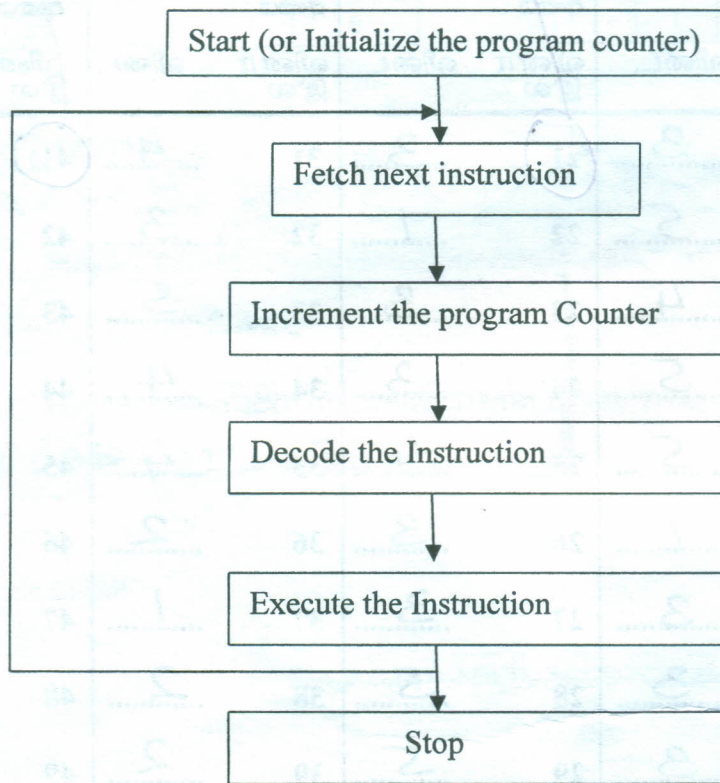 Start (or Initialize the program counter)
Fetch next instruction
Increment the program Counter
Decode the Instruction
Execute the Instruction
Stop